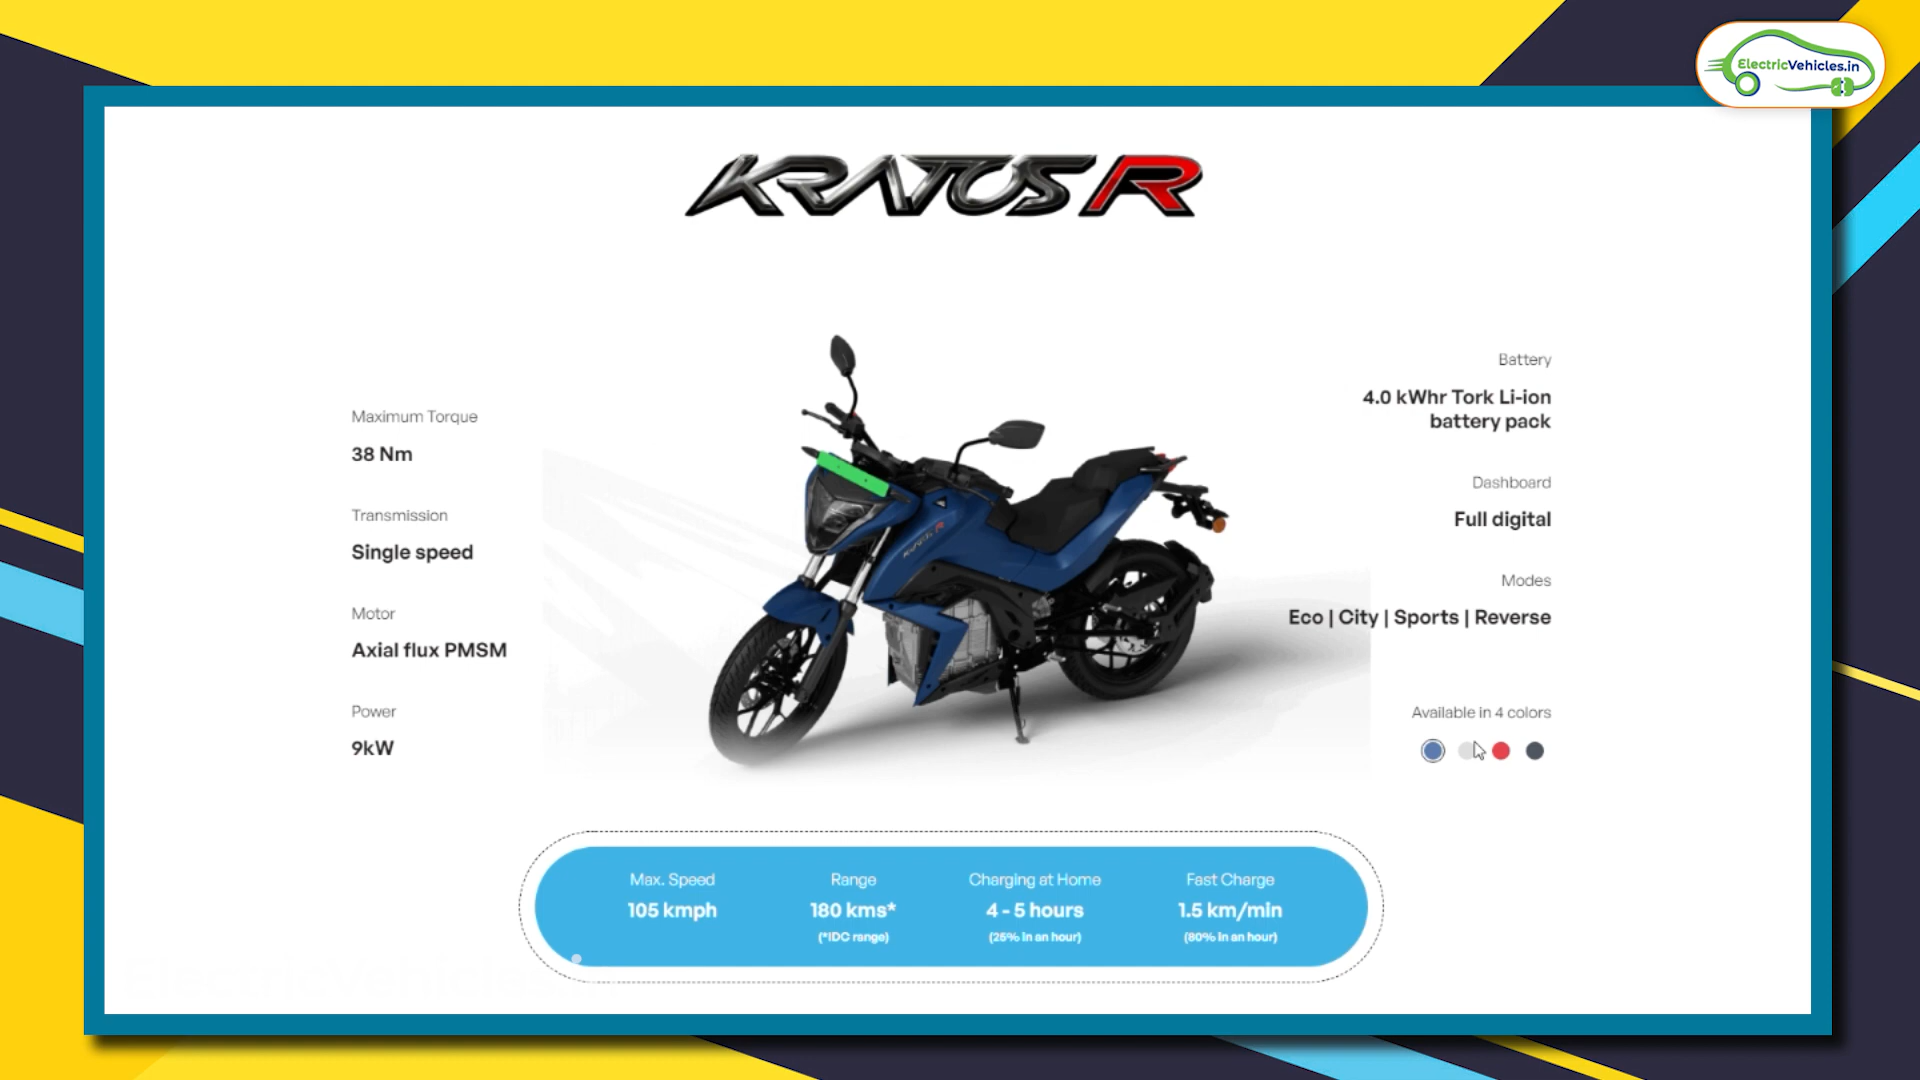 ElectricVehicles.in
KRATOS R
Maximum Torque
38 Nm
Transmission
Single speed
Motor
Axial flux PMSM
Power
9kW
KRATOS R
Battery
4.0 kWhr Tork Li-ion
battery pack
Dashboard
Full digital
Modes
Eco | City | Sports | Reverse
Available in 4 colors
Max. Speed
105 kmph
Range
180 kms*
(*IDC range)
Charging at Home
4 - 5 hours
(25% in an hour)
Fast Charge
1.5 km/min
(80% in an hour)